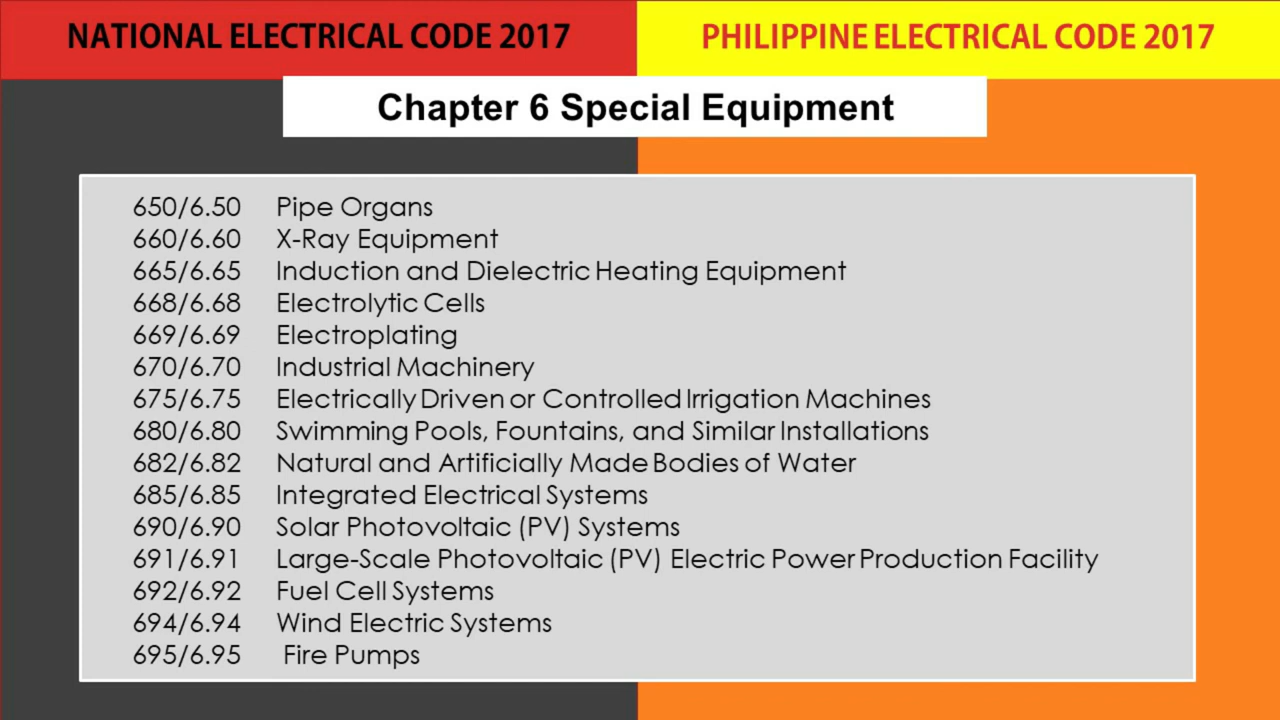 NATIONAL ELECTRICAL CODE 2017
PHILIPPINE ELECTRICAL CODE 2017
Chapter 6 Special Equipment
650/6.50 Pipe Organs
660/6.60 X-Ray Equipment
665/6.65 Induction and Dielectric Heating Equipment
668/6.68 Electrolytic Cells
669/6.69 Electroplating
670/6.70 Industrial Machinery
675/6.75 Electrically Driven or Controlled Irrigation Machines
680/6.80 Swimming Pools, Fountains, and Similar Installations
682/6.82 Natural and Artificially Made Bodies of Water
685/6.85 Integrated Electrical Systems
690/6.90 Solar Photovoltaic (PV) Systems
691/6.91 Large-Scale Photovoltaic (PV) Electric Power Production Facility
692/6.92 Fuel Cell Systems
694/6.94 Wind Electric Systems
695/6.95 Fire Pumps